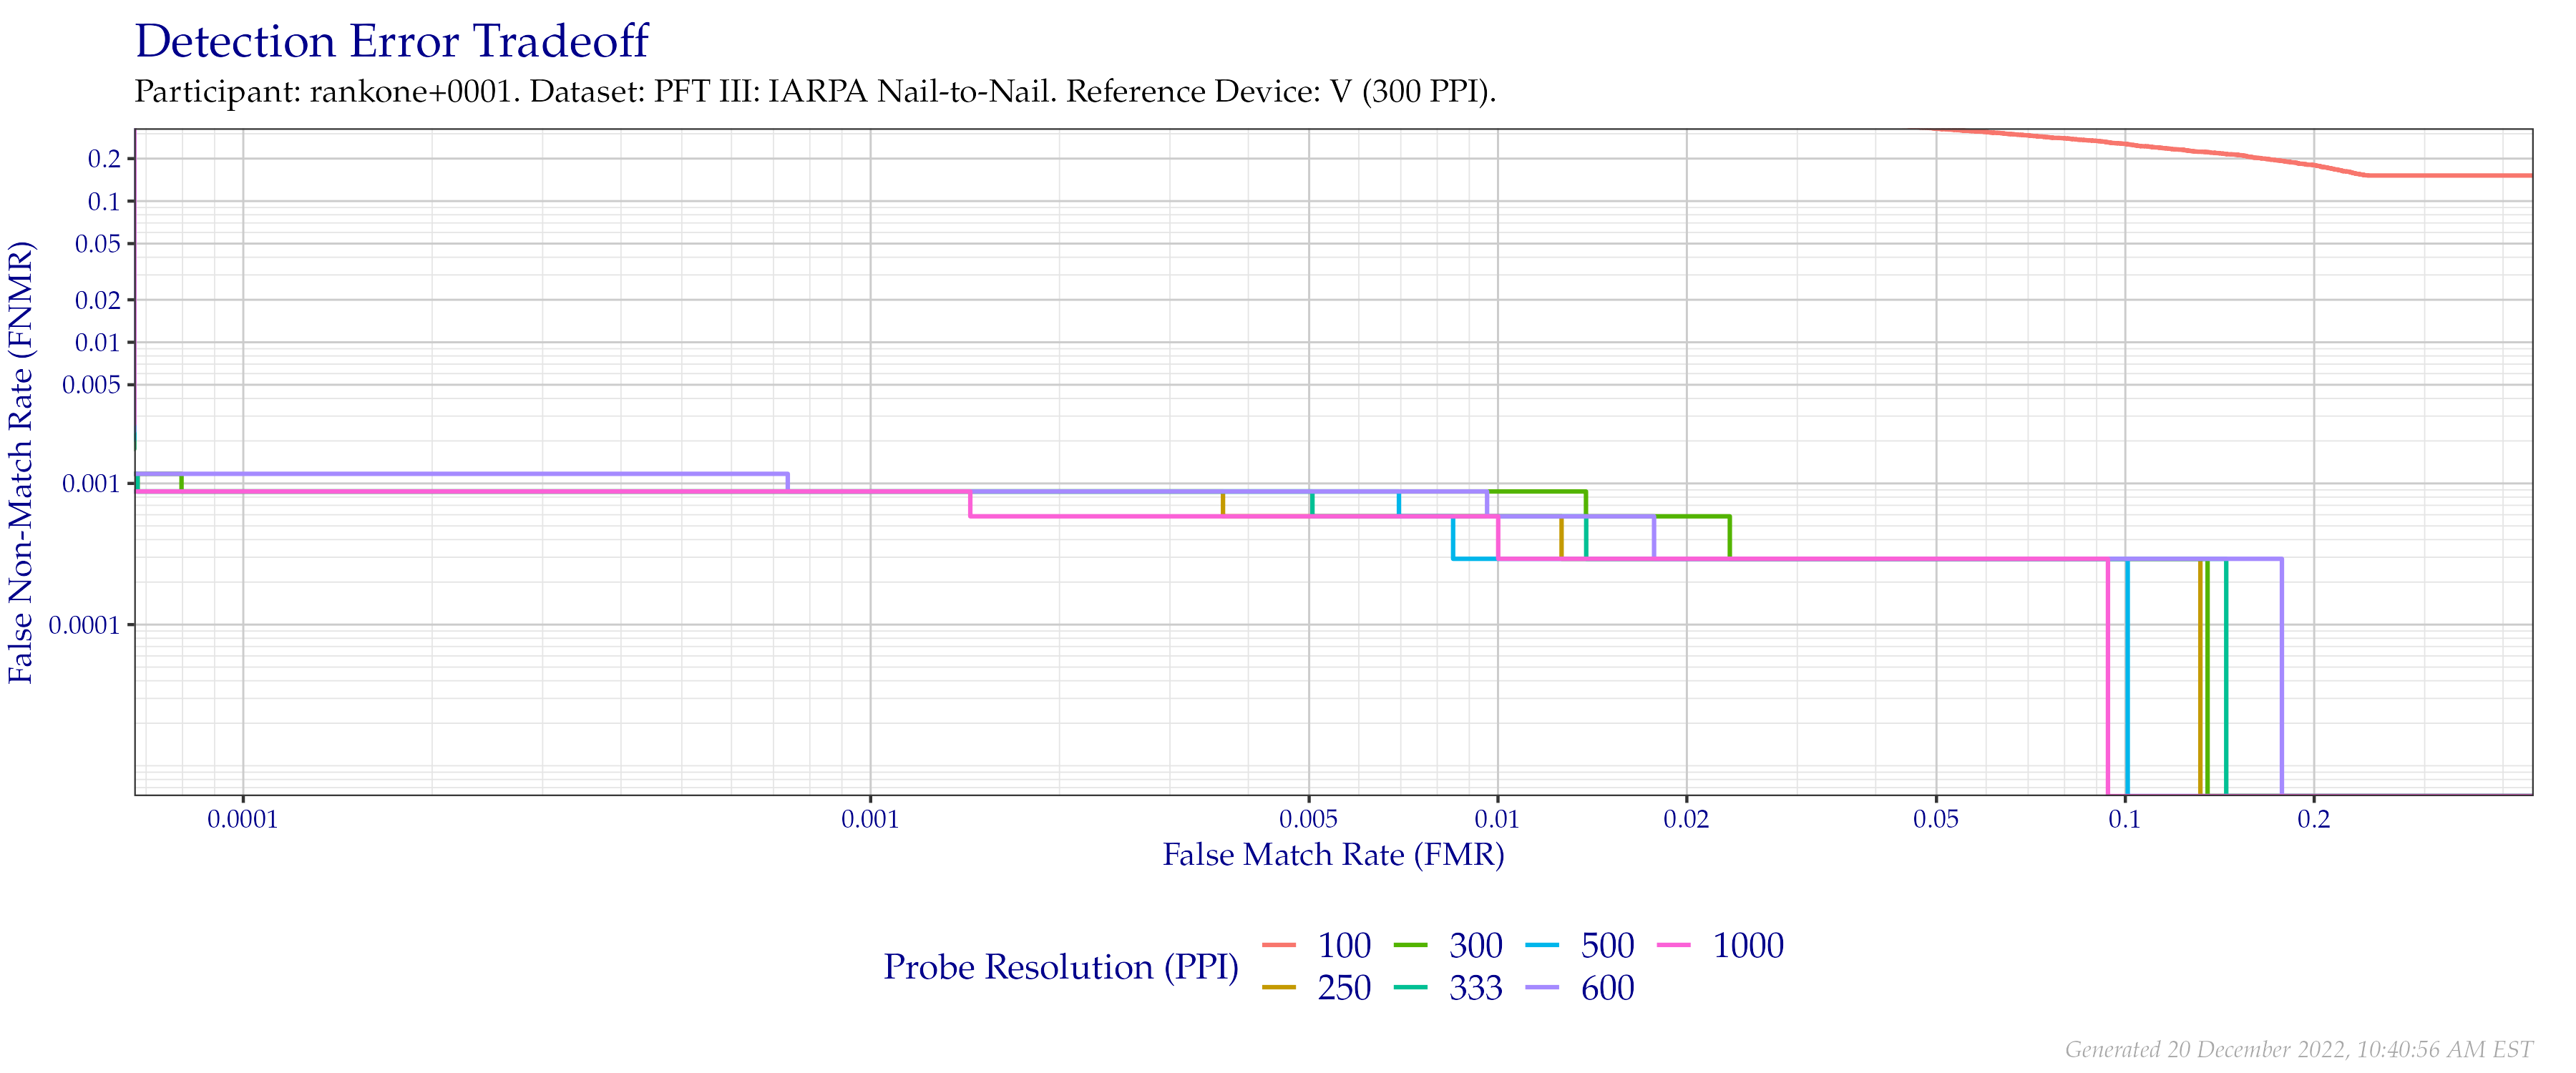 Detection Error Tradeoff
Participant: rankone+0001. Dataset: PFT III: IARPA Nail-to-Nail. Reference Device: V (300 PPI).
False Non-Match Rate (FNMR)
0.2
0.1
0.05
0.02
0.01
0.005
0.001
0.0001
0.0001 0.001 0.005 0.01 0.02 0.05 0.1 0.2
False Match Rate (FMR)
Probe Resolution (PPI)
100 300 500 1000
250 333 600
Generated 20 December 2022, 10:40:56 AM EST